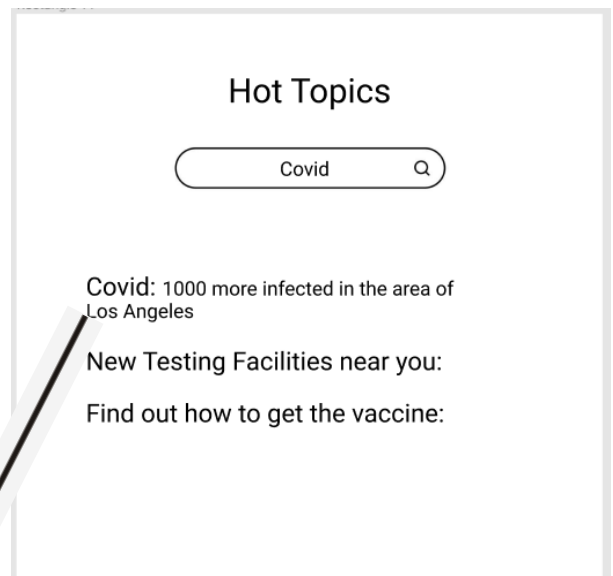 Hot Topics
Covid
Covid: 1000 more infected in the area of
Los Angeles
New Testing Facilities near you:
Find out how to get the vaccine: